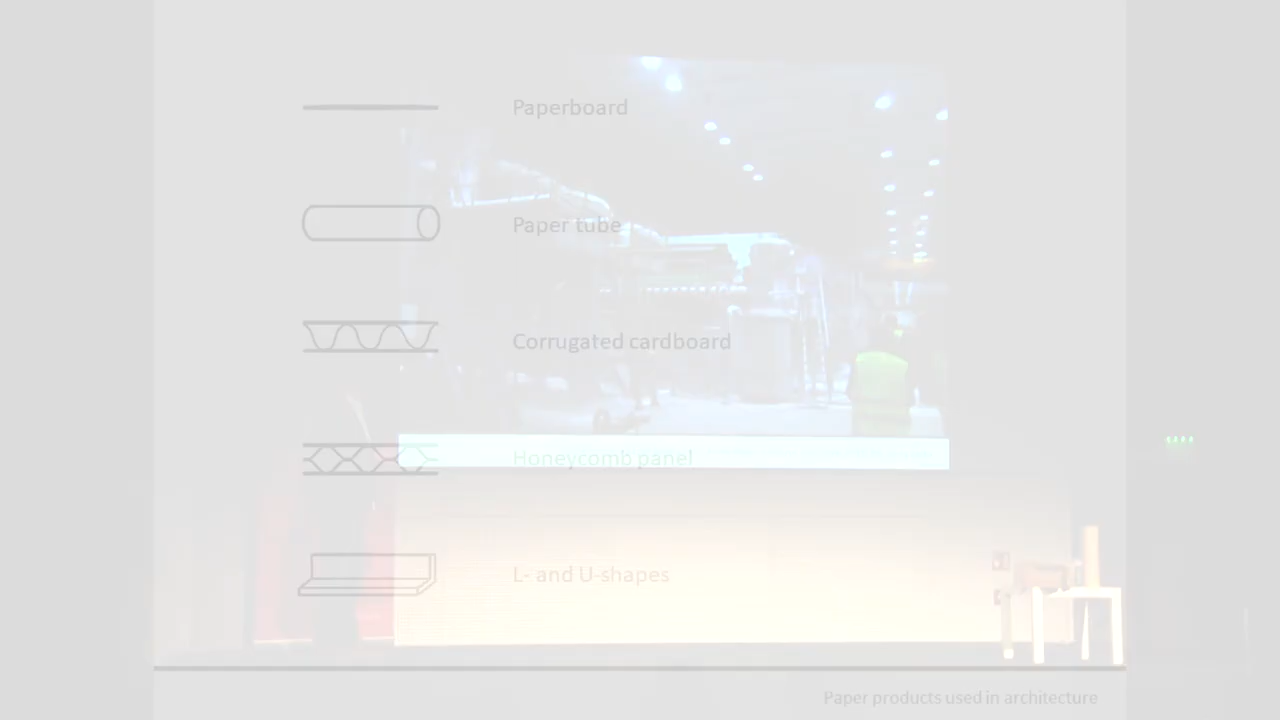 Paperboard
Paper tube
Corrugated cardboard
Honeycomb panel
L- and U-shapes
Paper products used in architecture